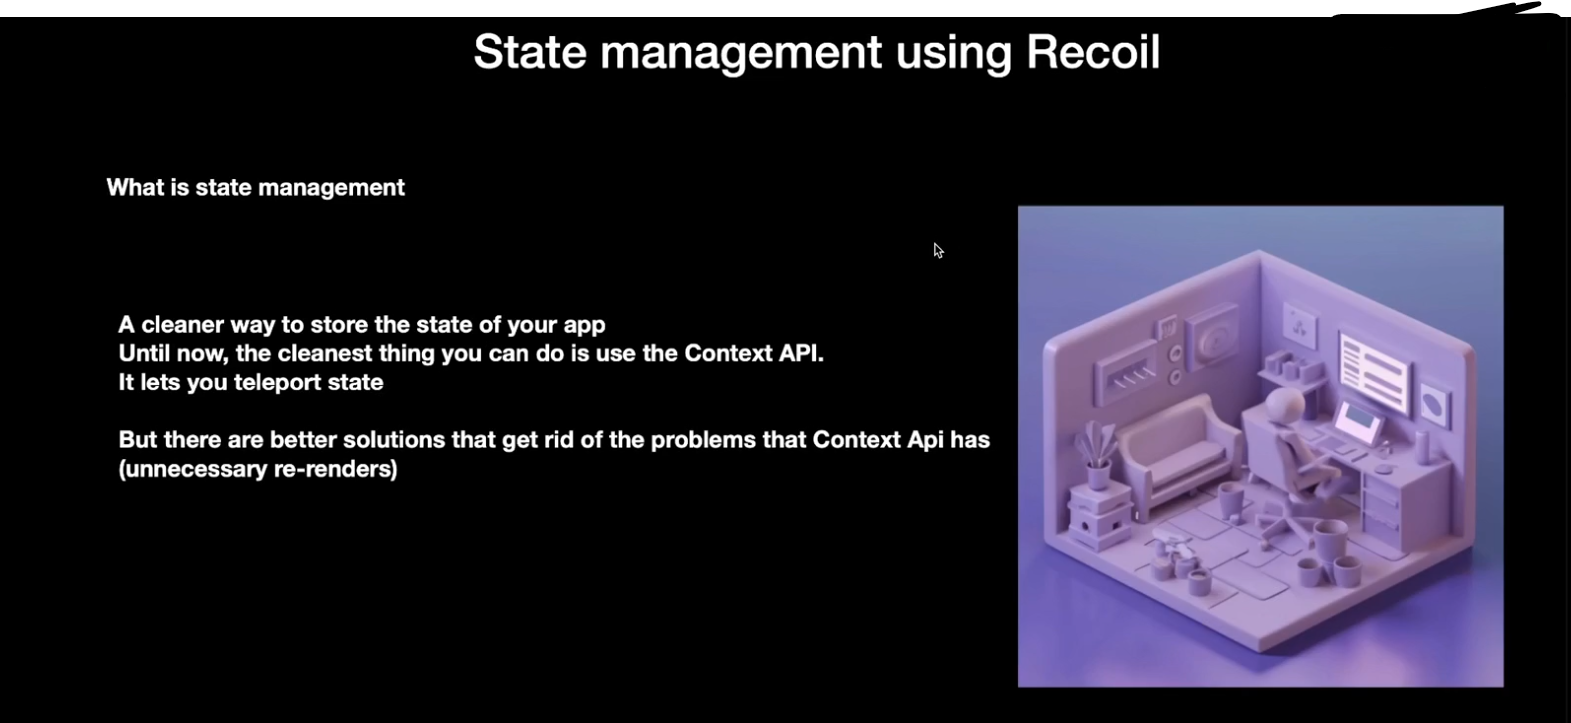 State management using Recoil
What is state management
A cleaner way to store the state of your app
Until now, the cleanest thing you can do is use the Context API.
It lets you teleport state
But there are better solutions that get rid of the problems that Context Api has
(unnecessary re-renders)